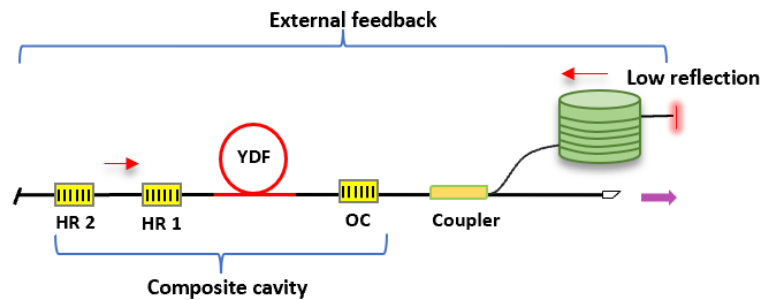 External feedback
Low reflection
YDF
HR 2
HR 1
OC
Coupler
Composite cavity